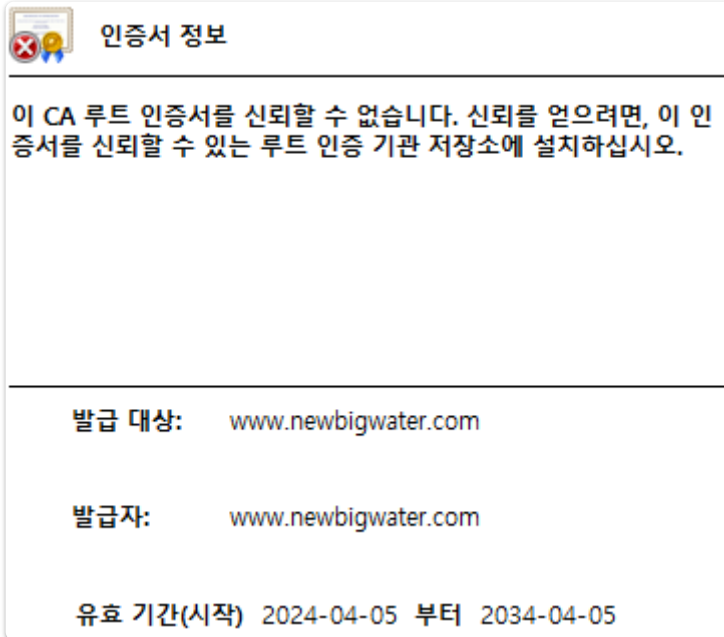 인증서 정보
이 CA 루트 인증서를 신뢰할 수 없습니다. 신뢰를 얻으려면, 이 인
증서를 신뢰할 수 있는 루트 인증 기관 저장소에 설치하십시오.
발급 대상: www.newbigwater.com
발급자: www.newbigwater.com
유효 기간(시작) 2024-04-05 부터 2034-04-05